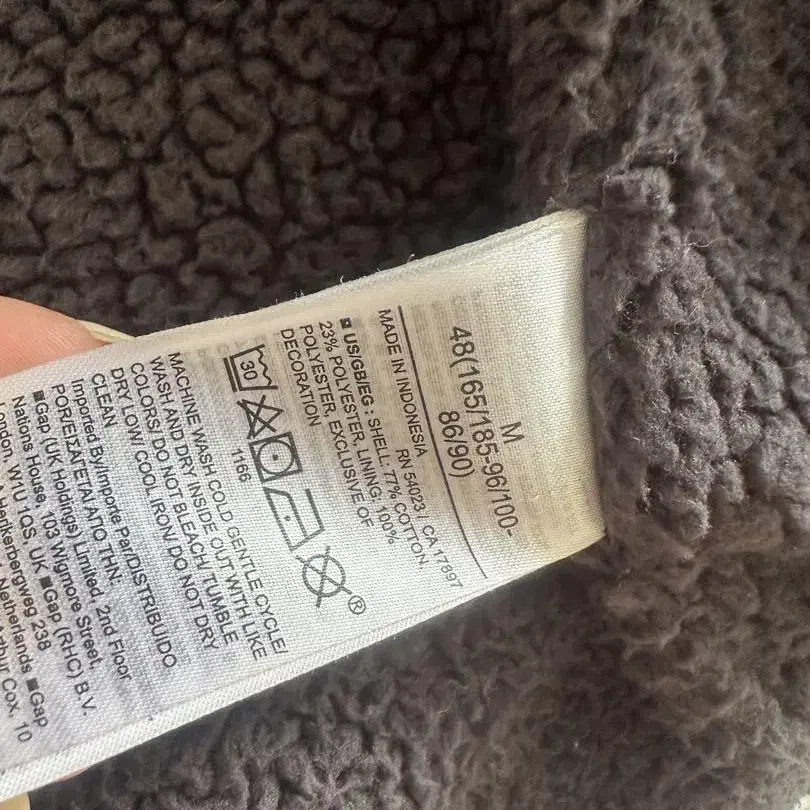 M
48(165/185-96/100-
86/90)
MADE IN INDONESIA
RN 54023 CA 17897
US/GB/EG : SHELL: 77% COTTON,
23% POLYESTER, LINING: 100%
POLYESTER, EXCLUSIVE OF
DECORATION
30
1166
®
MACHINE WASH COLD GENTLE CYCLE/
WASH AND DRY INSIDE OUT WITH LIKE
COLORS/ DO NOT BLEACH/ TUMBLE
DRY LOW/ COOL IRON/ DO NOT DRY
CLEAN
Imported By/Importe Par/DISTRIBUIDO
POR/ΕΙΣΑΓΕΤΑΙ ΑΠΟ ΤΗΝ:
■Gap (UK Holdings) Limited, 2nd Floor
Nations House, 103 Wigmore Street,
London, W1U 1QS, UK ■Gap (RHC) B.V.
Herikerbergweg 238
Netherlands ■Gap
Cox, 10